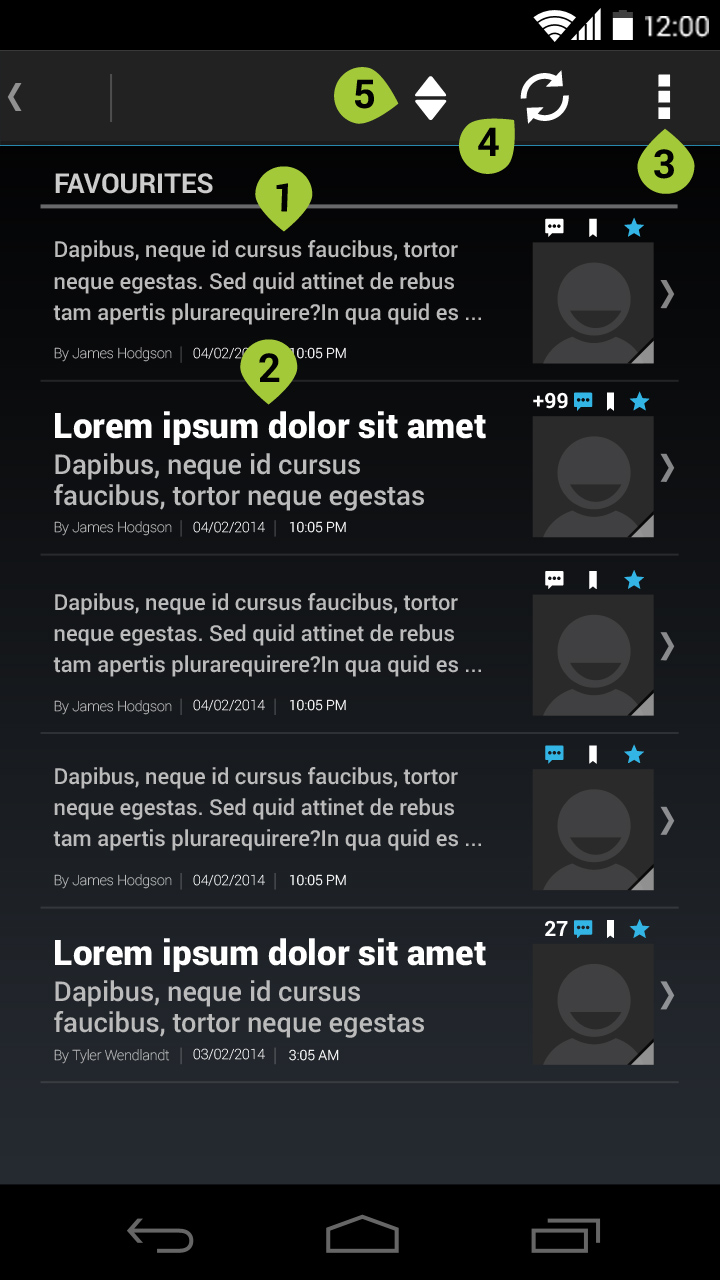 12:00
5
4
3
FAVOURITES
1
Dapibus, neque id cursus faucibus, tortor
neque egestas. Sed quid attinet de rebus
tam apertis plurarequirere?In qua quid es ...
By James Hodgson 04/02/20 10:05 PM
2
+99
Lorem ipsum dolor sit amet
Dapibus, neque id cursus
faucibus, tortor neque egestas
By James Hodgson 04/02/2014 10:05 PM
Dapibus, neque id cursus faucibus, tortor
neque egestas. Sed quid attinet de rebus
tam apertis plurarequirere?In qua quid es ...
By James Hodgson 04/02/2014 10:05 PM
Dapibus, neque id cursus faucibus, tortor
neque egestas. Sed quid attinet de rebus
tam apertis plurarequirere?In qua quid es ...
By James Hodgson 04/02/2014 10:05 PM
27
Lorem ipsum dolor sit amet
Dapibus, neque id cursus
faucibus, tortor neque egestas
By Tyler Wendlandt 03/02/2014 3:05 AM